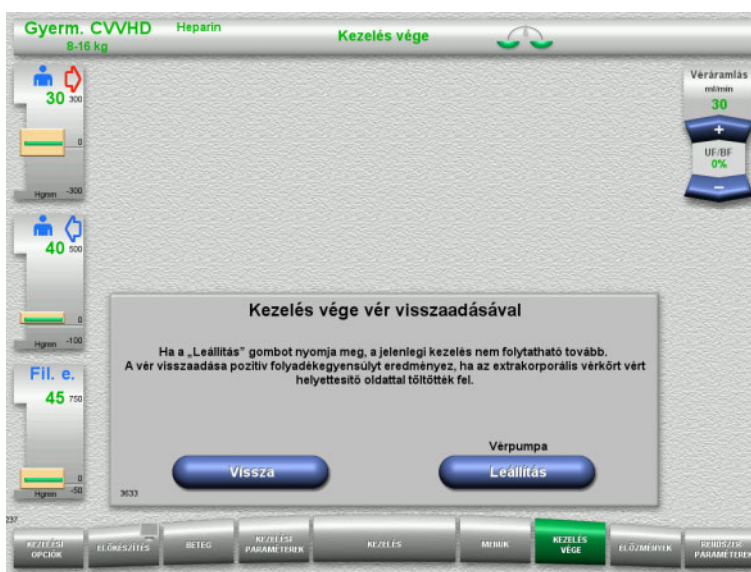 Gyerm. CVVHD Heparin Kezelés vége
8-16 kg
30 300
0
Hgmm -300
40 500
0
Hgmm -100
Fil. e.
45 750
0
Hgmm -50
Véráramlás
ml/min
30
+
UF/BF
0%
–
Kezelés vége vér visszaadásával
Ha a „Leállítás” gombot nyomja meg, a jelenlegi kezelés nem folytatható tovább.
A vér visszaadása pozitív folyadékegyensúlyt eredményez, ha az extrakorporális vérkört vért
helyettesítő oldattal töltötték fel.
Vérpumpa
Vissza Leállítás
3633
237
KEZELÉSI OPCIÓK
ELŐKÉSZÍTÉS
BETEG
KEZELÉSI PARAMÉTEREK
KEZELÉS
MENÜK
KEZELÉS VÉGE
ELŐZMÉNYEK
RENDSZER PARAMÉTEREK